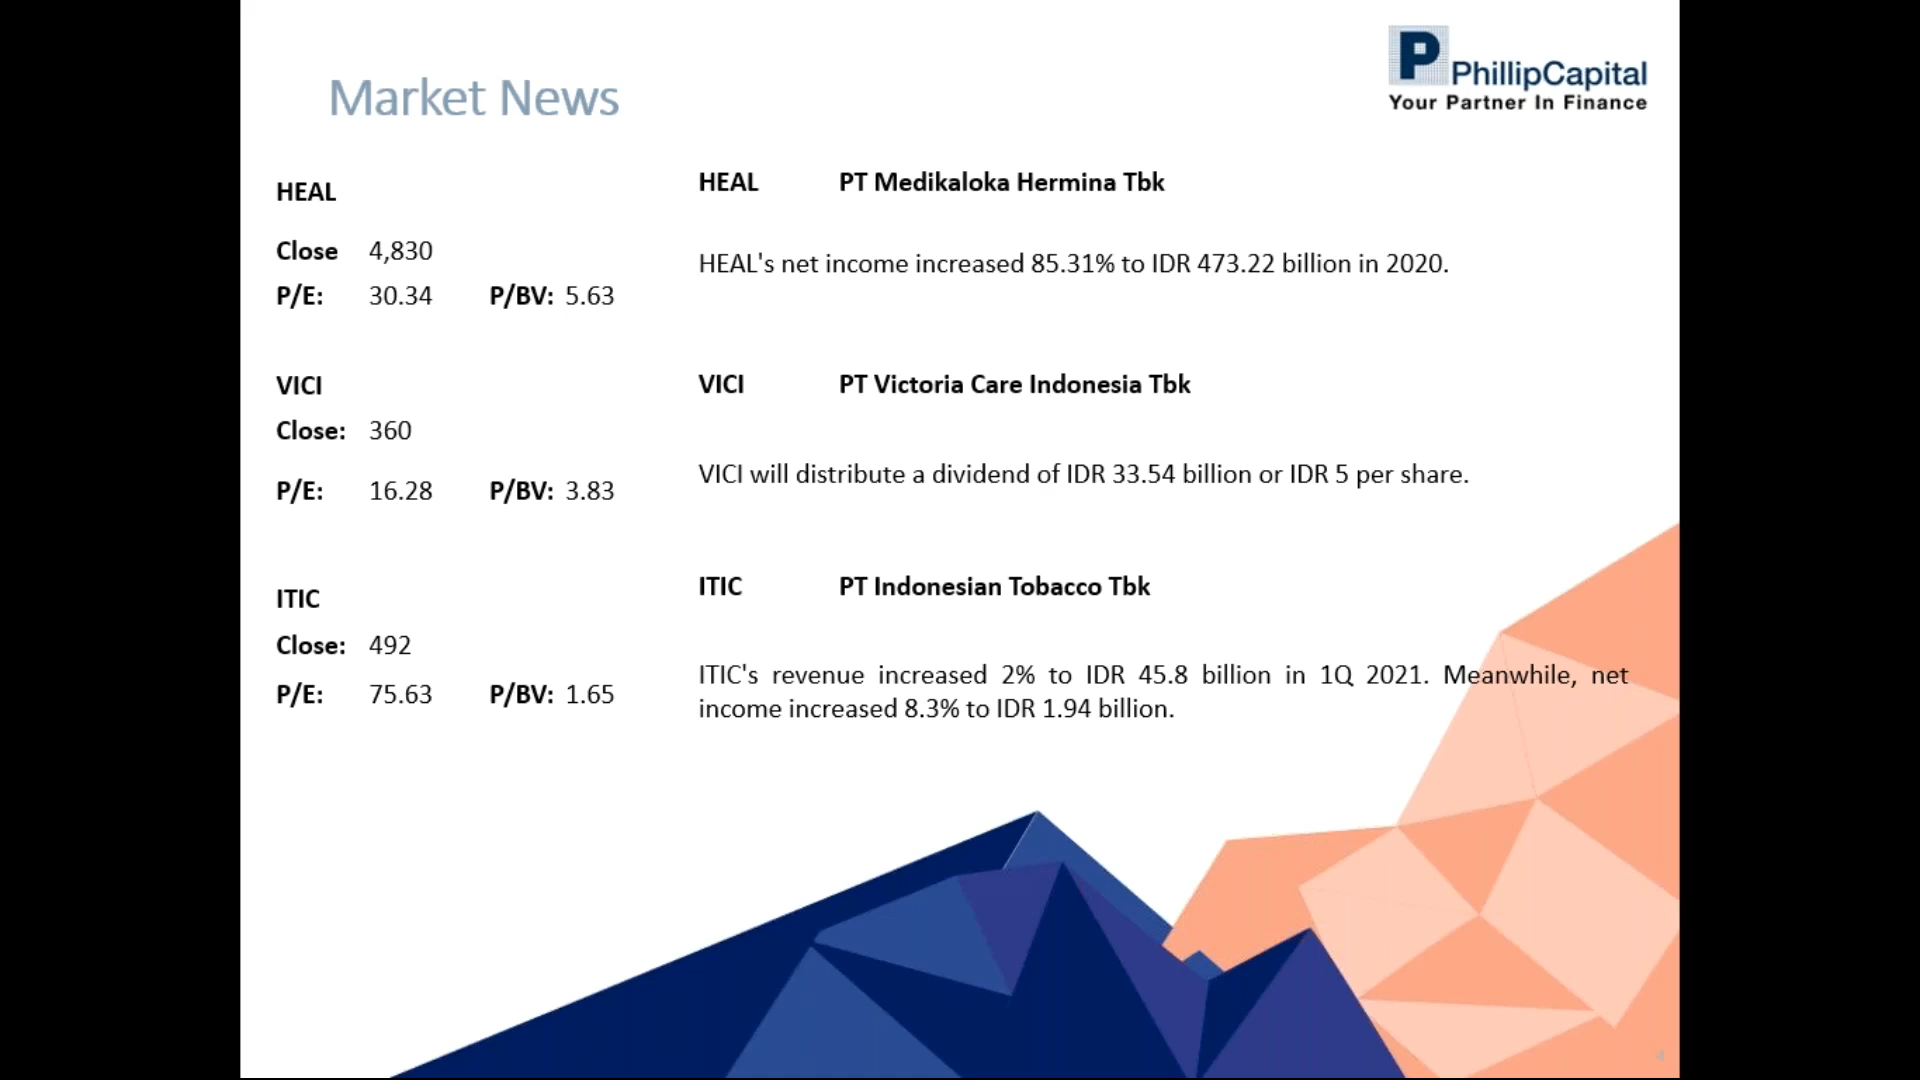 Market News
PhillipCapital
Your Partner In Finance
HEAL
Close 4,830
P/E: 30.34 P/BV: 5.63
HEAL PT Medikaloka Hermina Tbk
HEAL's net income increased 85.31% to IDR 473.22 billion in 2020.
VICI
Close: 360
P/E: 16.28 P/BV: 3.83
VICI PT Victoria Care Indonesia Tbk
VICI will distribute a dividend of IDR 33.54 billion or IDR 5 per share.
ITIC
Close: 492
P/E: 75.63 P/BV: 1.65
ITIC PT Indonesian Tobacco Tbk
ITIC's revenue increased 2% to IDR 45.8 billion in 1Q 2021. Meanwhile, net
income increased 8.3% to IDR 1.94 billion.
4